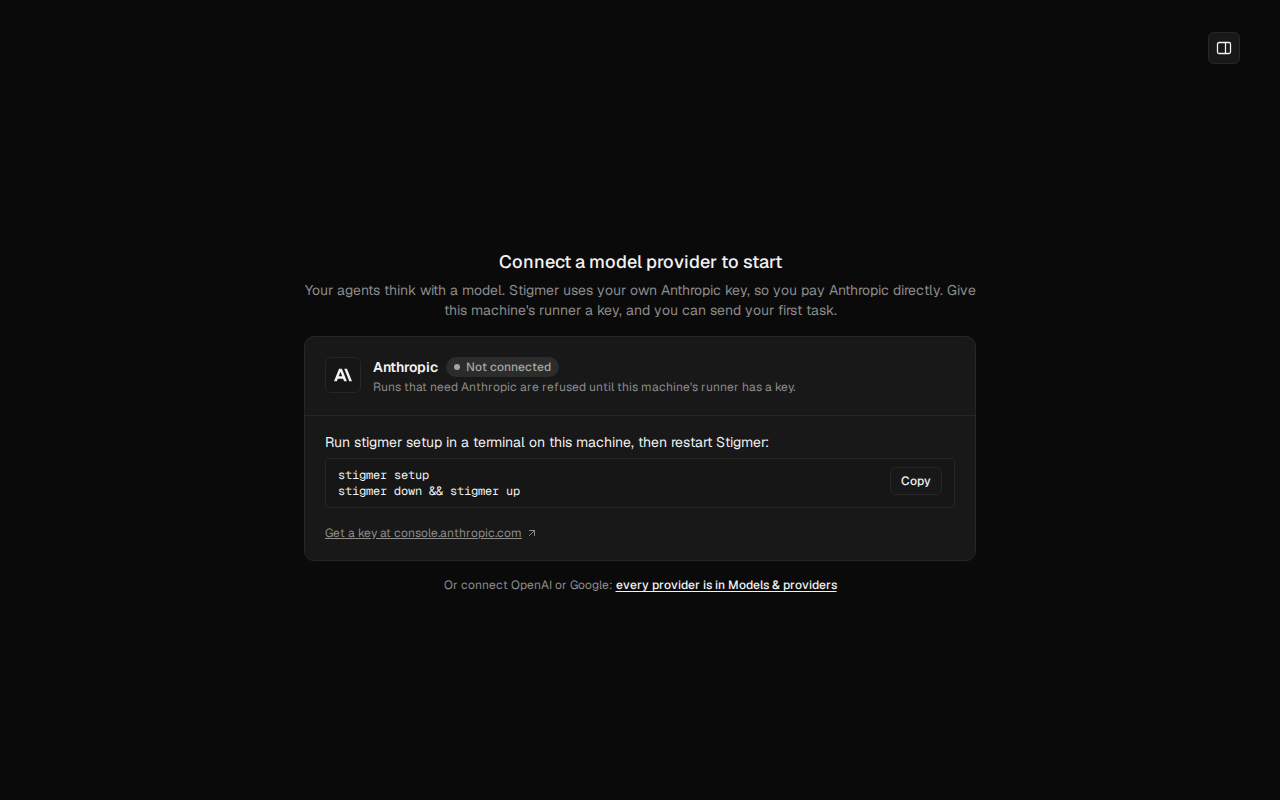 Connect a model provider to start
Your agents think with a model. Stigmer uses your own Anthropic key, so you pay Anthropic directly. Give
this machine's runner a key, and you can send your first task.
Anthropic
Not connected
Runs that need Anthropic are refused until this machine's runner has a key.
Run stigmer setup in a terminal on this machine, then restart Stigmer:
stigmer setup
stigmer down && stigmer up
Copy
Get a key at console.anthropic.com
Or connect OpenAI or Google: every provider is in Models & providers